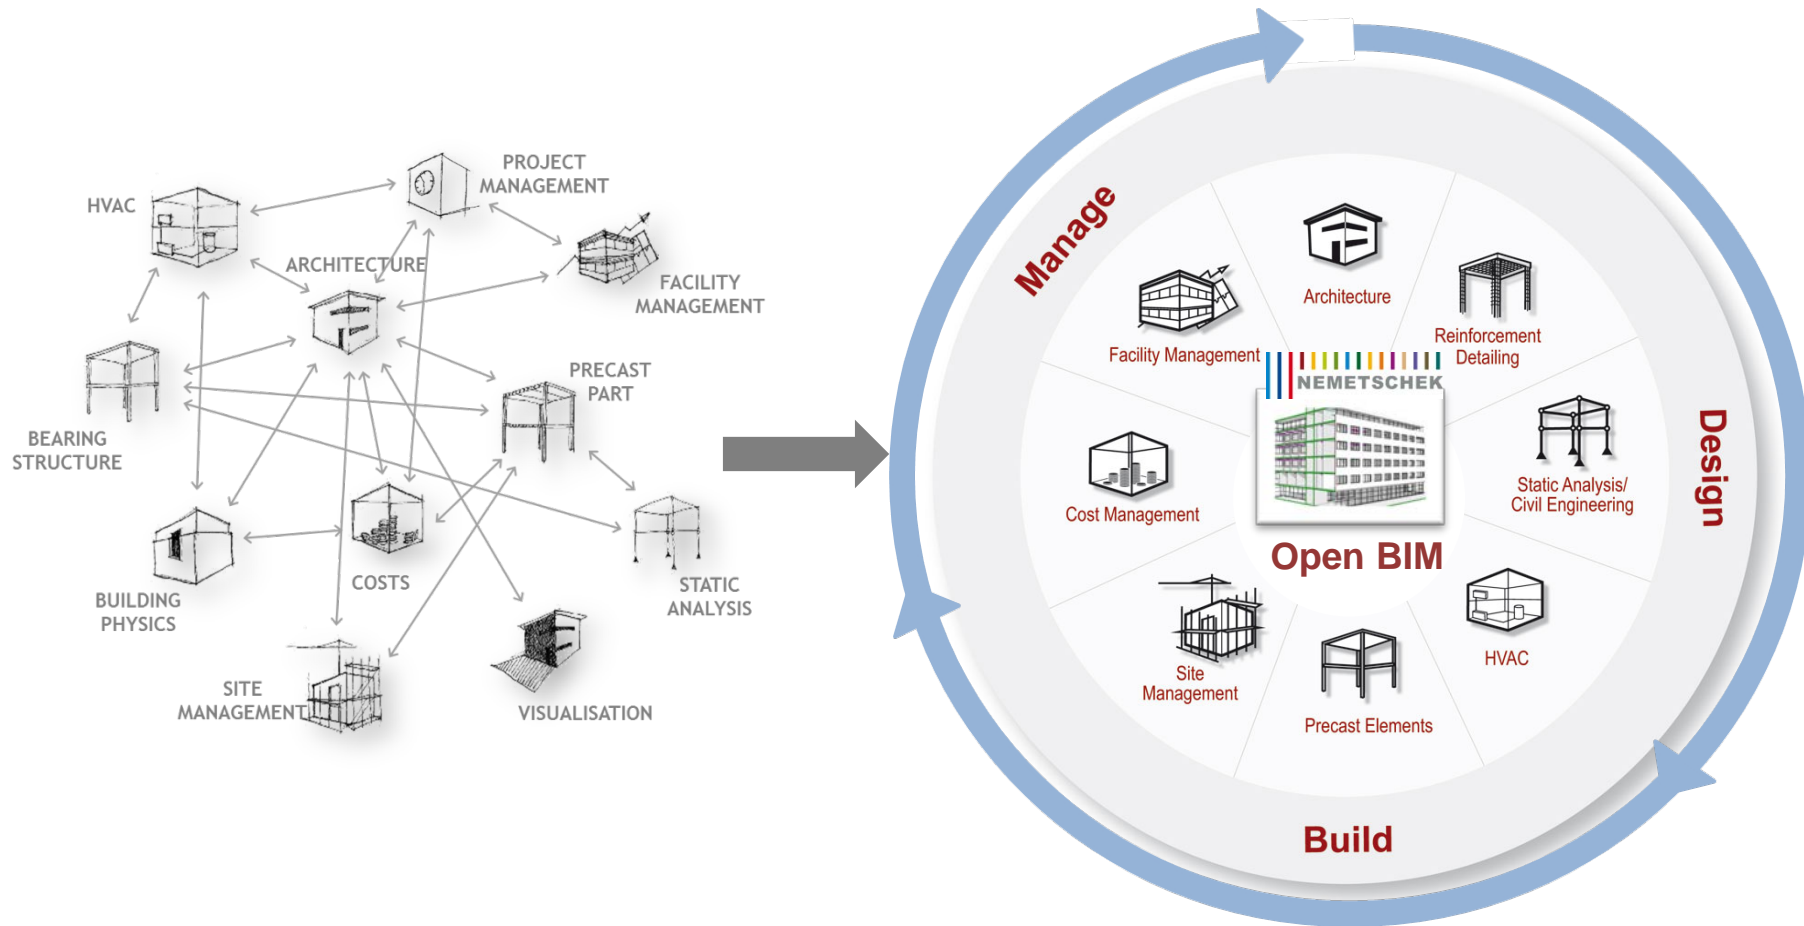 PROJECT
MANAGEMENT
HVAC
ARCHITECTURE
FACILITY
MANAGEMENT
PRECAST
PART
BEARING
STRUCTURE
COSTS
STATIC
ANALYSIS
BUILDING
PHYSICS
SITE
MANAGEMENT
VISUALISATION
Manage
Design
Build
Architecture
Reinforcement
Detailing
Facility Management
NEMETSCHEK
Static Analysis/
Civil Engineering
Cost Management
Open BIM
HVAC
Site
Management
Precast Elements